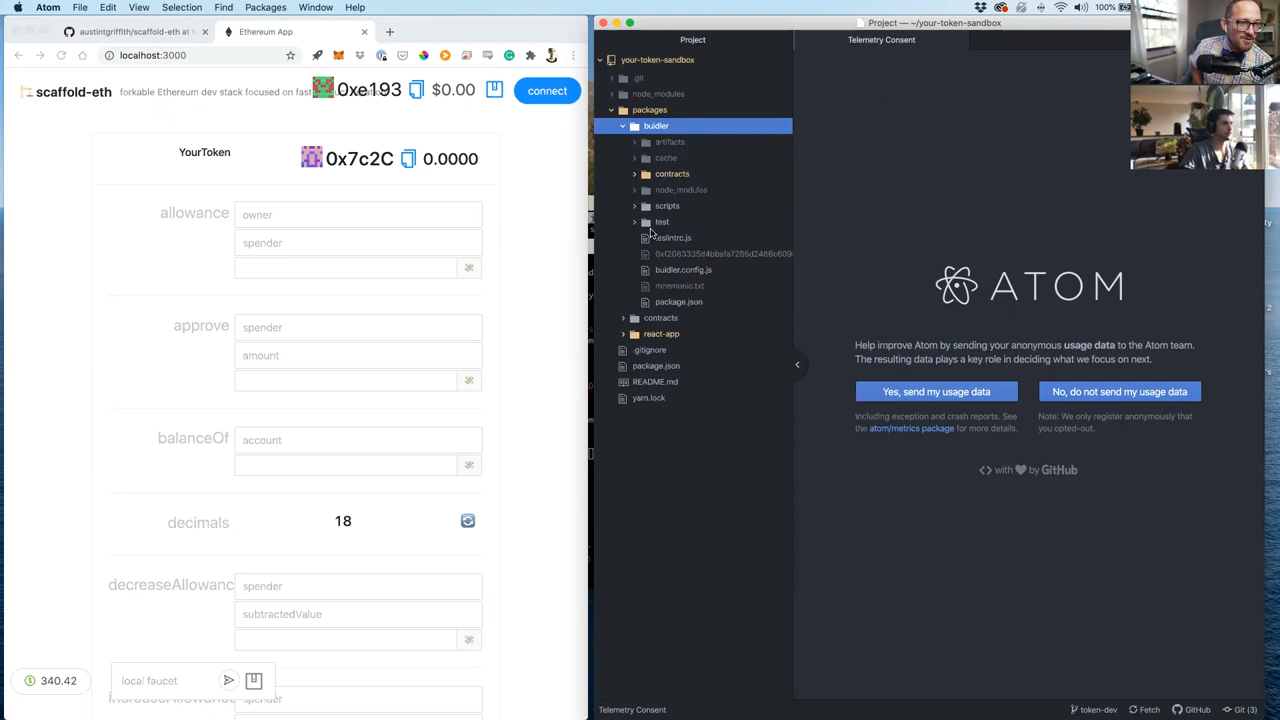 Atom File Edit View Selection Find Packages Window Help 100%
austingriffith/scaffold-eth at
Ethereum App
localhost:3000
scaffold-eth
forkable Ethereum dev stack focused on fast
0xe193
$0.00
connect
YourToken
0x7c2C
0.0000
allowance
owner
spender
approve
spender
amount
balanceOf
account
decimals
18
decreaseAllowanc
spender
subtractedValue
spender
340.42
local faucet
Project — ~/your-token-sandbox
Project
Telemetry Consent
your-token-sandbox
.git
node_modules
packages
buidler
artifacts
cache
contracts
node_modules
scripts
test
eslintrc.js
buidler.config.js
mnemonic.txt
package.json
contracts
react-app
.gitignore
package.json
README.md
yarn.lock
ATOM
Help improve Atom by sending your anonymous usage data to the Atom team.
The resulting data plays a key role in deciding what we focus on next.
Yes, send my usage data
No, do not send my usage data
Including exception and crash reports. See
the atom/metrics package for more details.
Note: We only register anonymously that
you opted-out.
with by GitHub
Telemetry Consent
token-dev
Fetch
GitHub
Git (3)